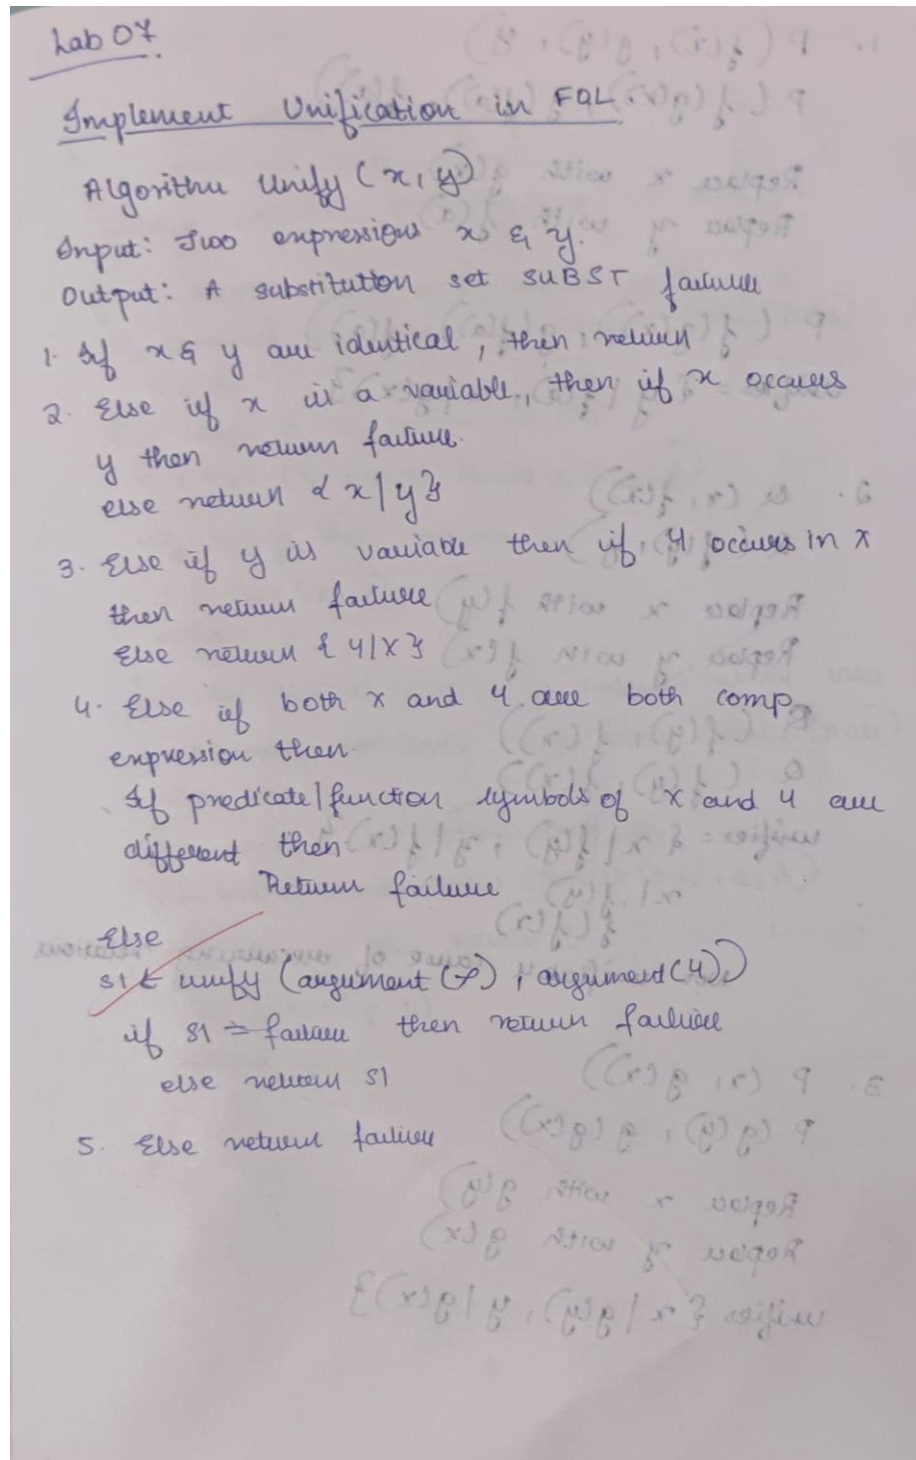 Lab 07
Implement Unification in FOL.
Algorithm Unify (x, y)
Input: Two expressions x & y.
Output: A substitution set SUBST failure
1. If x & y are identical, then return
2. Else if x is a variable, then if x occurs
y then return failure.
else return { x / y }
3. Else if y is variable then if y occurs in x
then return failure
Else return { y / x }
4. Else if both x and y are both comp
expression then
If predicate/function symbols of x and y are
different then
Return failure
Else
S1 ← unify (argument (x), argument (y))
if S1 = failure then return failure
else return S1
5. Else return failure